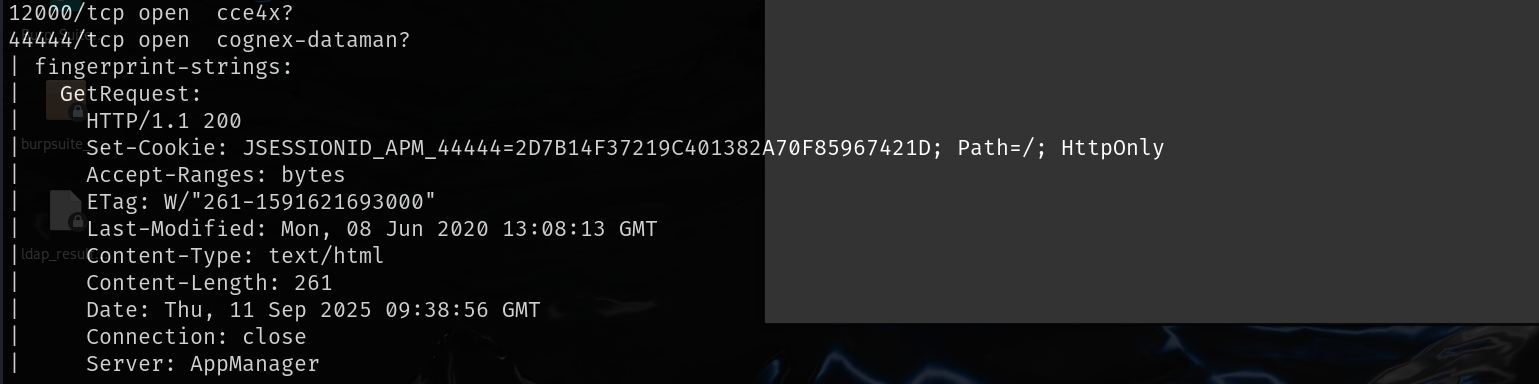 12000/tcp open  cce4x?
44444/tcp open  cognex-dataman?
| fingerprint-strings:
|   GetRequest:
|     HTTP/1.1 200
|     Set-Cookie: JSESSIONID_APM_44444=2D7B14F37219C401382A70F85967421D; Path=/; HttpOnly
burpsuite
|     Accept-Ranges: bytes
|     ETag: W/"261-1591621693000"
|     Last-Modified: Mon, 08 Jun 2020 13:08:13 GMT
|     Content-Type: text/html
|     Content-Length: 261
|     Date: Thu, 11 Sep 2025 09:38:56 GMT
|     Connection: close
|     Server: AppManager